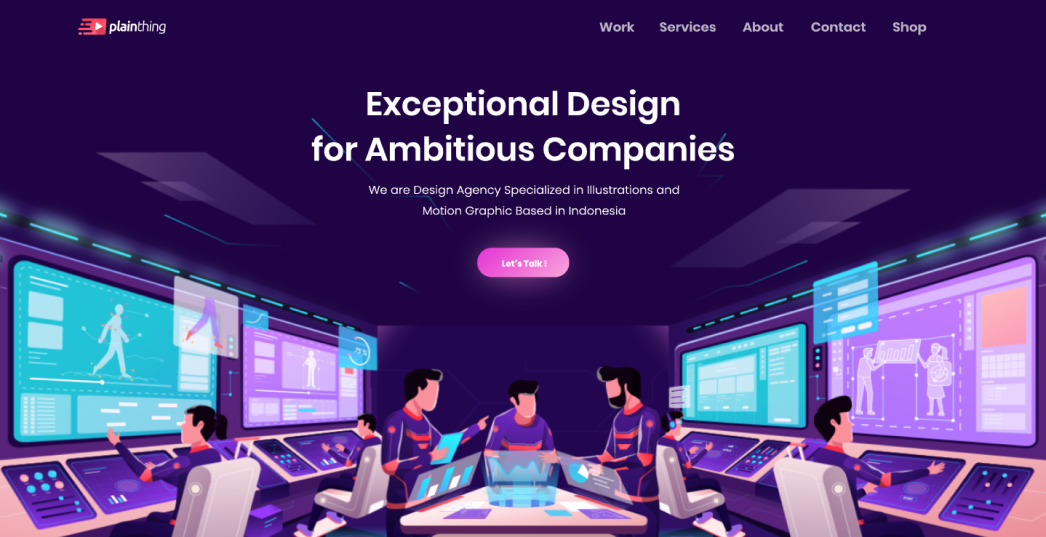 plainthing
Work Services About Contact Shop
Exceptional Design
for Ambitious Companies
We are Design Agency Specialized in Illustrations and
Motion Graphic Based in Indonesia
Let's Talk !